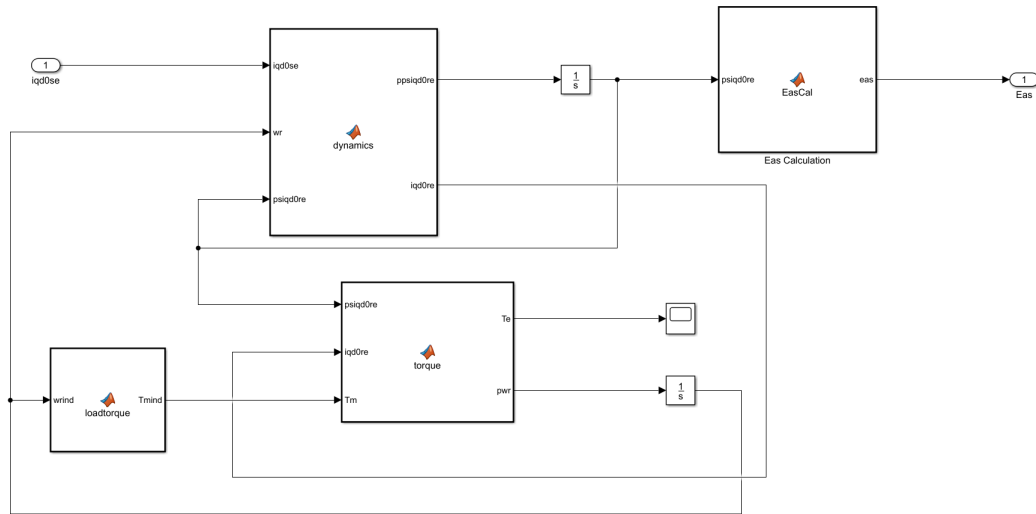 1
iqd0se
iqd0se
wr
psiqd0re
dynamics
ppsiqd0re
iqd0re
1
s
psiqd0re
EasCal
eas
Eas Calculation
1
Eas
psiqd0re
iqd0re
Tm
torque
Te
pwr
1
s
wrind
loadtorque
Tmind